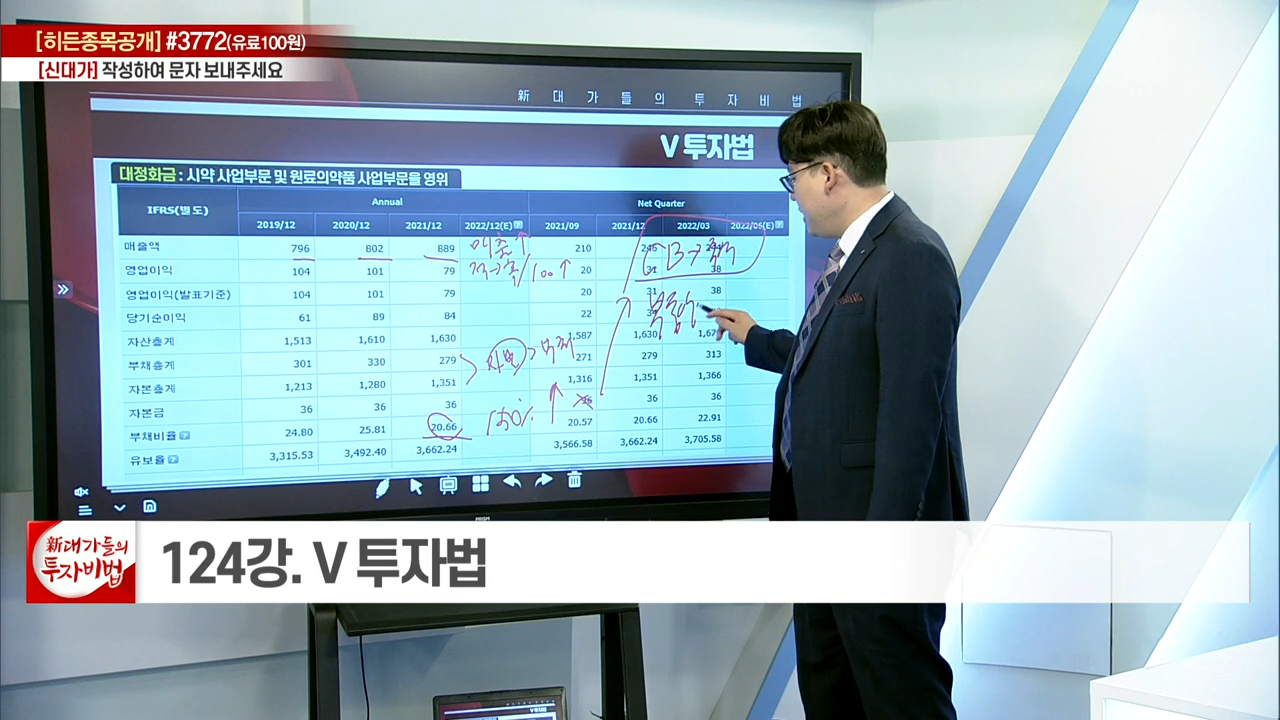 [히든종목공개] #3772(유료100원)
[신대가] 작성하여 문자 보내주세요
新 대 가 들 의 투 자 비 법
V 투자법
대정화금 : 시약 사업부문 및 원료의약품 사업부문을 영위
IFRS(별도) Annual Net Quarter
2019/12 2020/12 2021/12 2022/12(E) 2021/09 2021/12 2022/03 2022/06(E)
매출액 796 802 889 210 246
영업이익 104 101 79 20 31 38
영업이익(발표기준) 104 101 79 20 31 38
당기순이익 61 89 84 22
자산총계 1,513 1,610 1,630 1,587 1,630
부채총계 301 330 279 271 279 313
자본총계 1,213 1,280 1,351 1,316 1,351 1,366
자본금 36 36 36 36 36 36
부채비율 24.80 25.81 20.66 20.57 20.66 22.91
유보율 3,315.53 3,492.40 3,662.24 3,566.58 3,662.24 3,705.58
매출↑
100↑
CB→
150% ↑
新대가들의
투자비법
124강. V 투자법